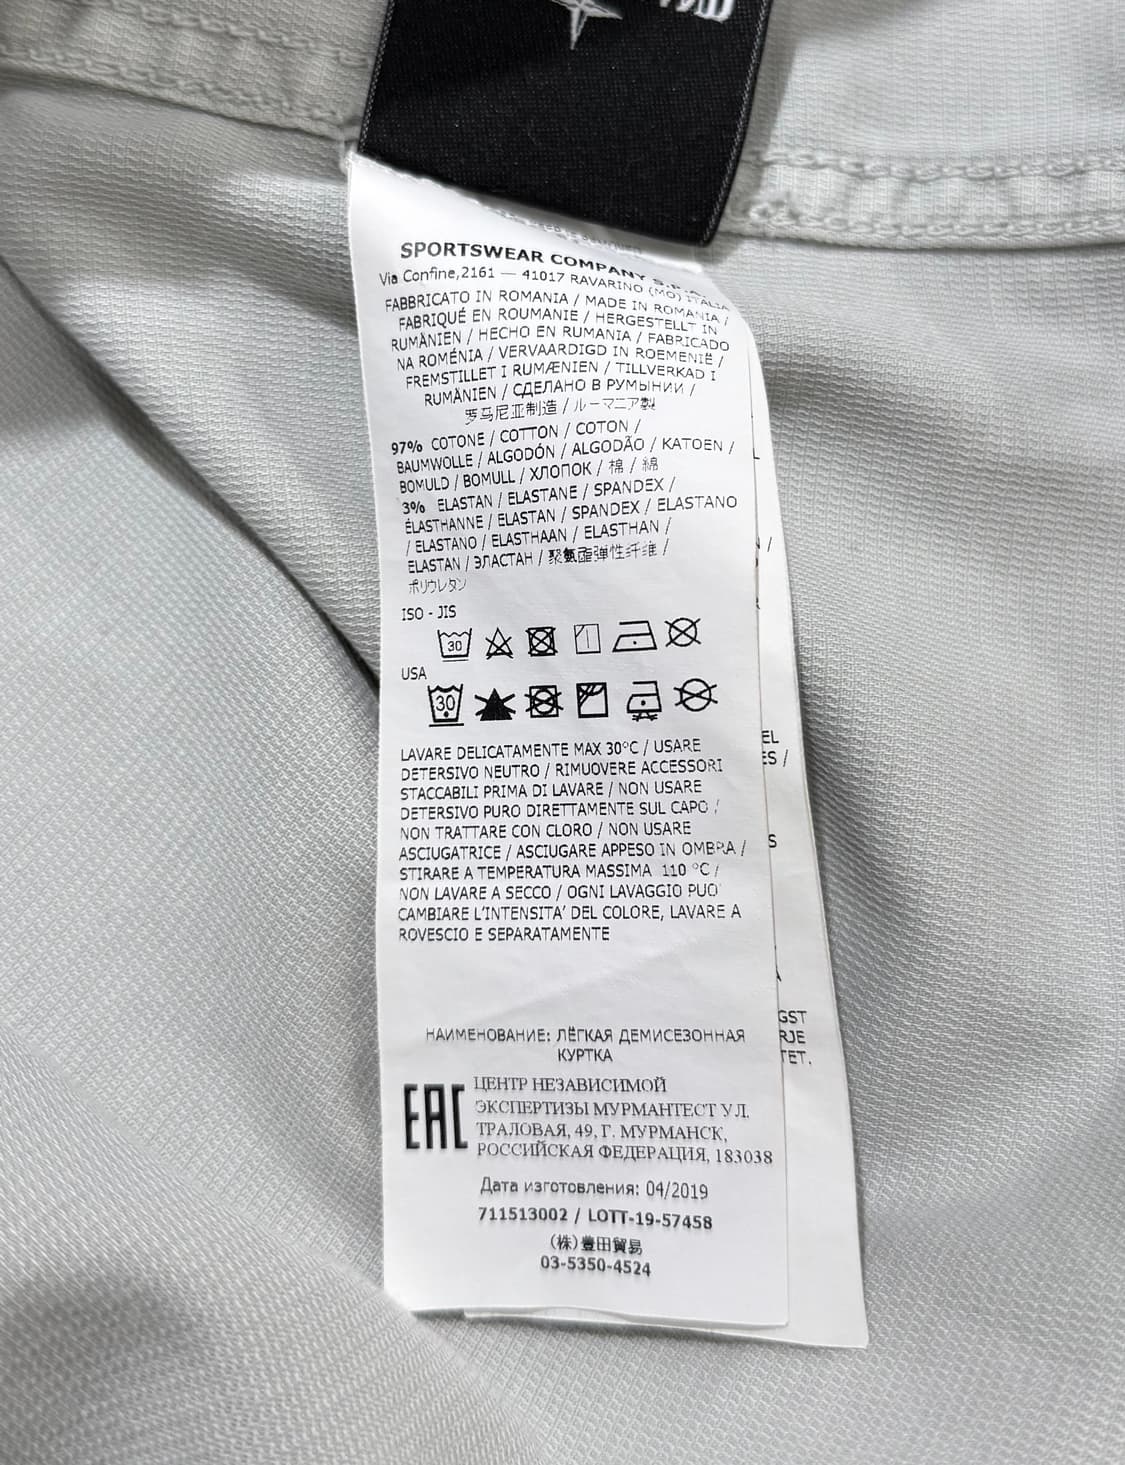 SPORTSWEAR COMPANY S.P.A.
Via Confine,2161 — 41017 RAVARINO (MO) ITALIA
FABBRICATO IN ROMANIA / MADE IN ROMANIA /
FABRIQUÉ EN ROUMANIE / HERGESTELLT IN
RUMÄNIEN / HECHO EN RUMANIA / FABRICADO
NA ROMÉNIA / VERVAARDIGD IN ROEMENIË /
FREMSTILLET I RUMÆNIEN / TILLVERKAD I
RUMÄNIEN / СДЕЛАНО В РУМЫНИИ /
罗马尼亚制造 / ルーマニア製
97% COTONE / COTTON / COTON /
BAUMWOLLE / ALGODÓN / ALGODÃO / KATOEN /
BOMULD / BOMULL / ХЛОПОК / 棉 / 綿
3% ELASTAN / ELASTANE / SPANDEX /
ÉLASTHANNE / ELASTAN / SPANDEX / ELASTANO
/ ELASTANO / ELASTHAAN / ELASTHAN /
ELASTAN / ЭЛАСТАН / 聚氨酯弹性纤维 /
ポリウレタン
ISO - JIS
30
USA
30
LAVARE DELICATAMENTE MAX 30°C / USARE
DETERSIVO NEUTRO / RIMUOVERE ACCESSORI
STACCABILI PRIMA DI LAVARE / NON USARE
DETERSIVO PURO DIRETTAMENTE SUL CAPO /
NON TRATTARE CON CLORO / NON USARE
ASCIUGATRICE / ASCIUGARE APPESO IN OMBRA /
STIRARE A TEMPERATURA MASSIMA 110 °C /
NON LAVARE A SECCO / OGNI LAVAGGIO PUO'
CAMBIARE L'INTENSITA' DEL COLORE, LAVARE A
ROVESCIO E SEPARATAMENTE
НАИМЕНОВАНИЕ: ЛЁГКАЯ ДЕМИСЕЗОННАЯ
КУРТКА
EAC
ЦЕНТР НЕЗАВИСИМОЙ
ЭКСПЕРТИЗЫ МУРМАНТЕСТ УЛ.
ТРАЛОВАЯ, 49, Г. МУРМАНСК,
РОССИЙСКАЯ ФЕДЕРАЦИЯ, 183038
Дата изготовления: 04/2019
711513002 / LOTT-19-57458
(株)豊田貿易
03-5350-4524